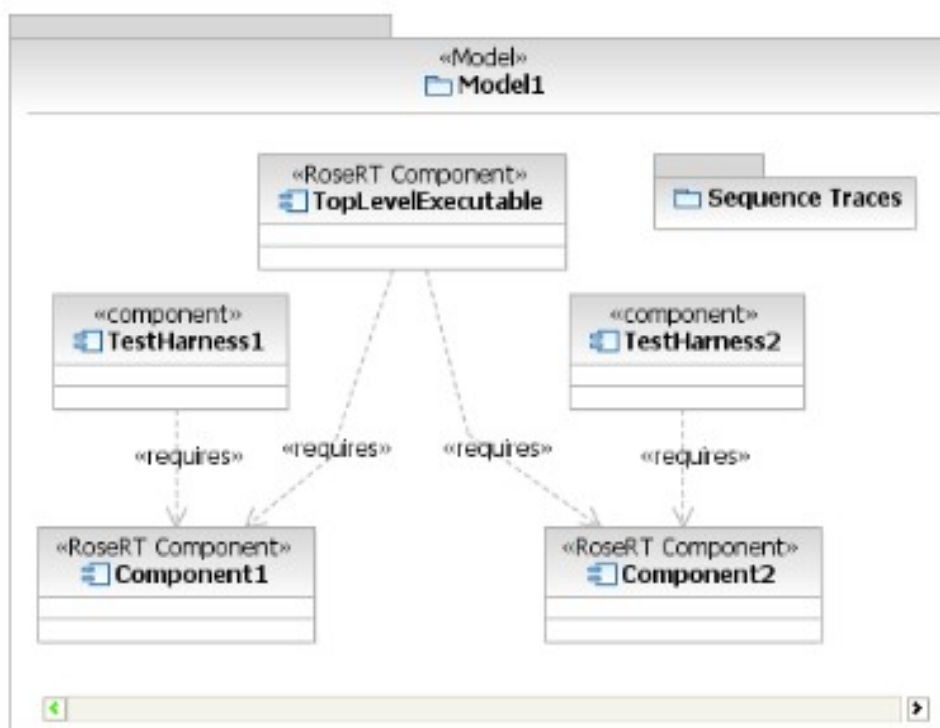 «Model»
Model1
«RoseRT Component»
TopLevelExecutable
Sequence Traces
«component»
TestHarness1
«component»
TestHarness2
«requires»
«requires»
«requires»
«requires»
«RoseRT Component»
Component1
«RoseRT Component»
Component2